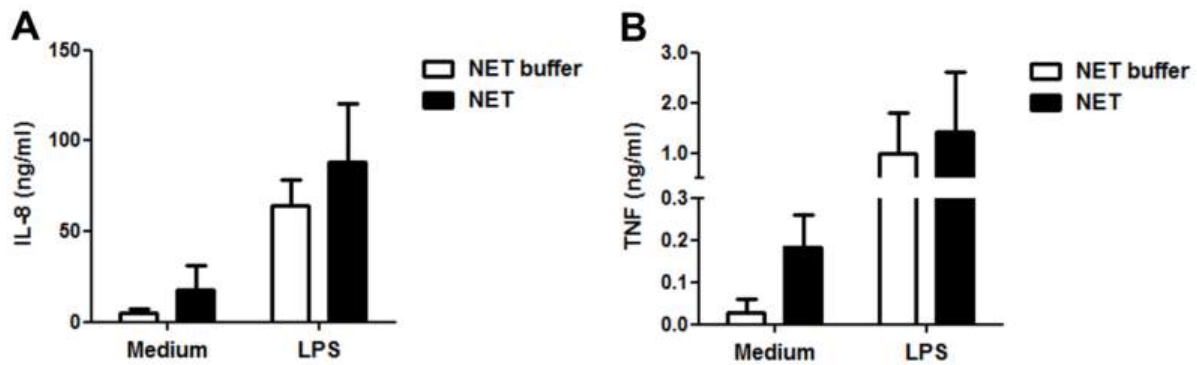 A
IL-8 (ng/ml)
150
100
50
0
Medium
LPS
NET buffer
NET
B
TNF (ng/ml)
3.0
2.0
1.0
0.3
0.2
0.1
0.0
Medium
LPS
NET buffer
NET